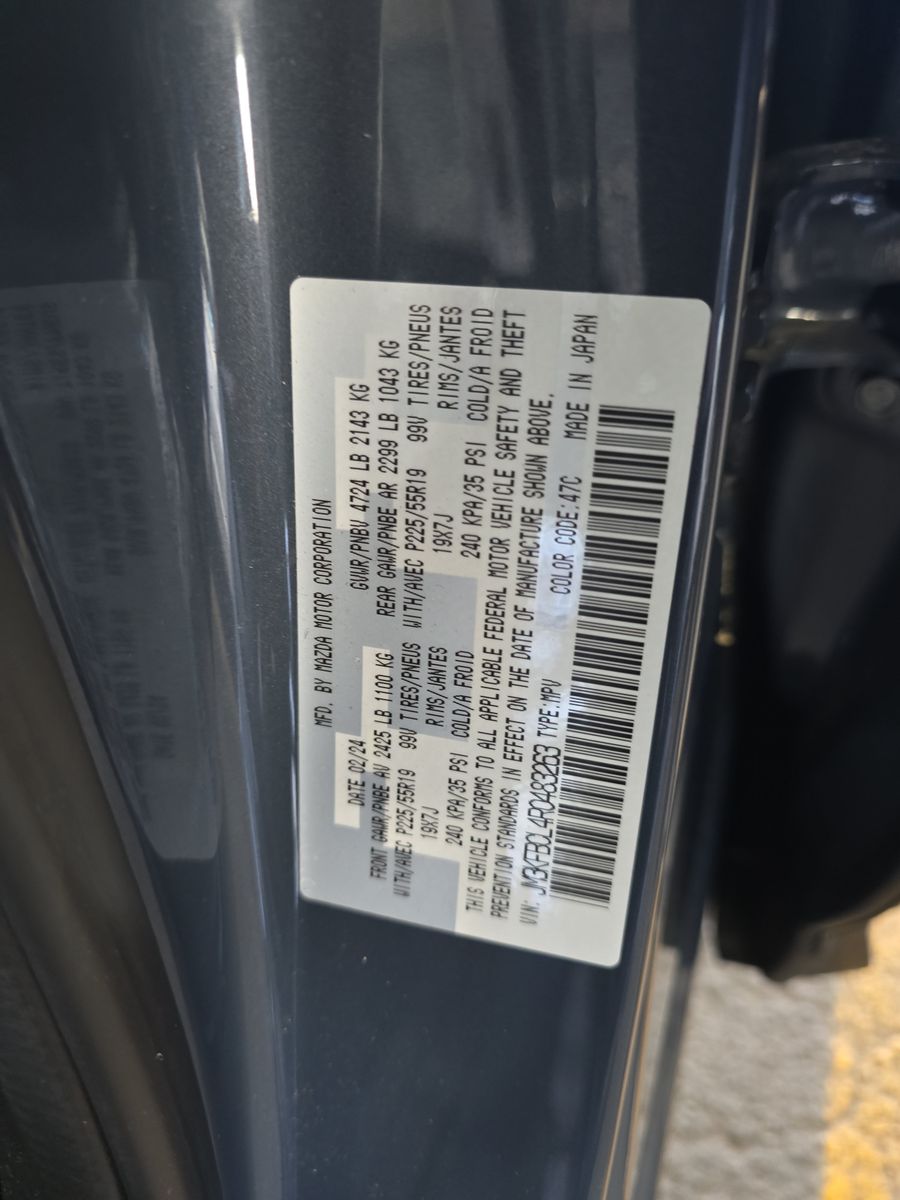 MFD. BY MAZDA MOTOR CORPORATION
DATE 02/24 GVWR/PNBV 4724 LB 2143 KG
FRONT GAWR/PNBE AV 2425 LB 1100 KG REAR GAWR/PNBE AR 2299 LB 1043 KG
WITH/AVEC P225/55R19 99V TIRES/PNEUS WITH/AVEC P225/55R19 99V TIRES/PNEUS
19X7J RIMS/JANTES 19X7J RIMS/JANTES
240 KPA/35 PSI COLD/A FROID 240 KPA/35 PSI COLD/A FROID
THIS VEHICLE CONFORMS TO ALL APPLICABLE FEDERAL MOTOR VEHICLE SAFETY AND THEFT
PREVENTION STANDARDS IN EFFECT ON THE DATE OF MANUFACTURE SHOWN ABOVE.
VIN: JM3KFBCL4R0483263 TYPE:MPV COLOR CODE:47C MADE IN JAPAN